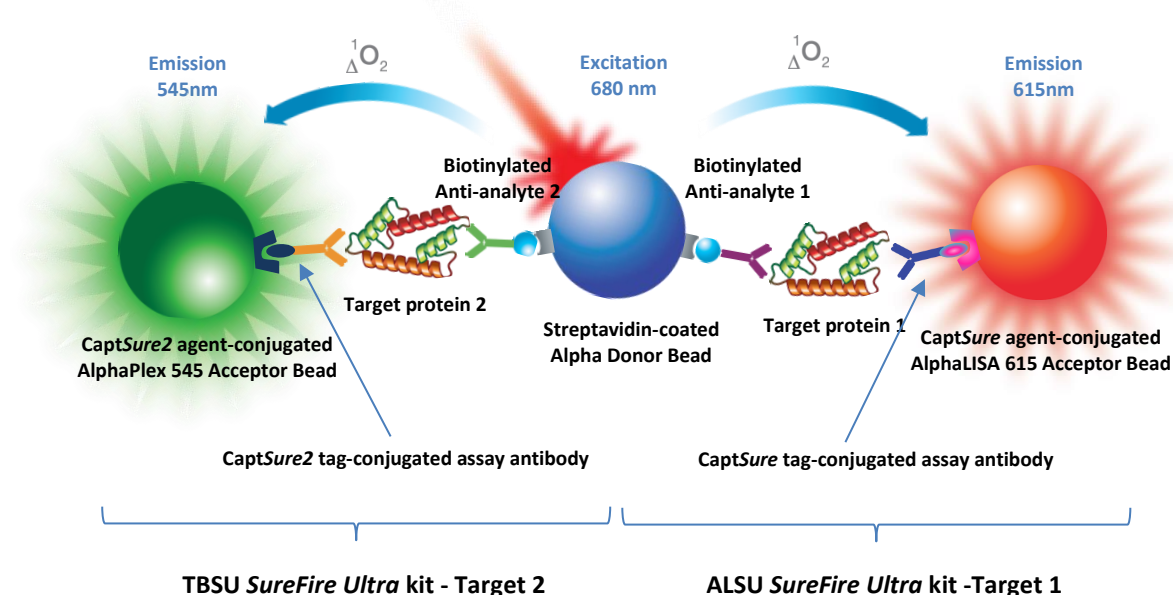 Emission
545nm
¹ΔO₂
Excitation
680 nm
¹ΔO₂
Emission
615nm
Biotinylated
Anti-analyte 2
Biotinylated
Anti-analyte 1
Target protein 2
Streptavidin-coated
Alpha Donor Bead
Target protein 1
CaptSure2 agent-conjugated
AlphaPlex 545 Acceptor Bead
CaptSure agent-conjugated
AlphaLISA 615 Acceptor Bead
CaptSure2 tag-conjugated assay antibody
CaptSure tag-conjugated assay antibody
TBSU SureFire Ultra kit - Target 2
ALSU SureFire Ultra kit -Target 1